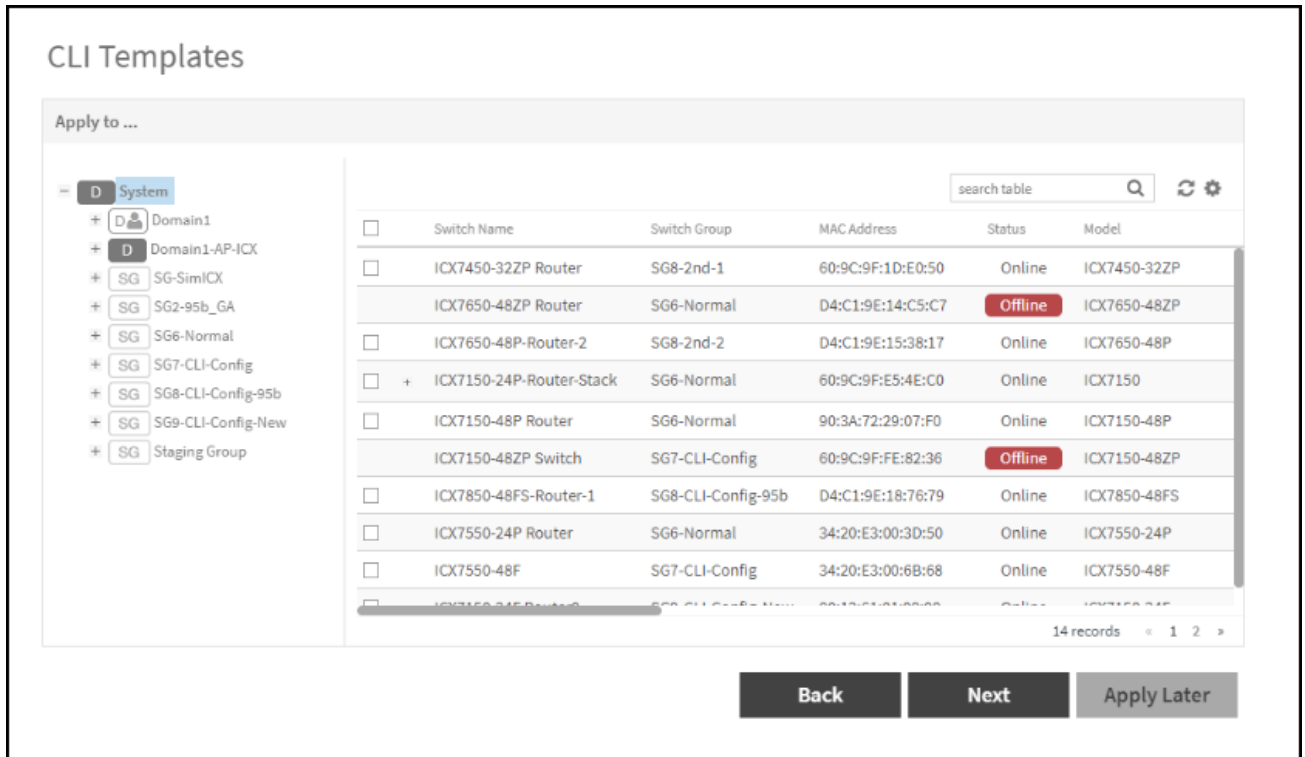 CLI Templates
Apply to ...
− D System
+ D Domain1
+ D Domain1-AP-ICX
+ SG SG-SimICX
+ SG SG2-95b_GA
+ SG SG6-Normal
+ SG SG7-CLI-Config
+ SG SG8-CLI-Config-95b
+ SG SG9-CLI-Config-New
+ SG Staging Group
search table
Switch Name Switch Group MAC Address Status Model
ICX7450-32ZP Router SG8-2nd-1 60:9C:9F:1D:E0:50 Online ICX7450-32ZP
ICX7650-48ZP Router SG6-Normal D4:C1:9E:14:C5:C7 Offline ICX7650-48ZP
ICX7650-48P-Router-2 SG8-2nd-2 D4:C1:9E:15:38:17 Online ICX7650-48P
+ ICX7150-24P-Router-Stack SG6-Normal 60:9C:9F:E5:4E:C0 Online ICX7150
ICX7150-48P Router SG6-Normal 90:3A:72:29:07:F0 Online ICX7150-48P
ICX7150-48ZP Switch SG7-CLI-Config 60:9C:9F:FE:82:36 Offline ICX7150-48ZP
ICX7850-48FS-Router-1 SG8-CLI-Config-95b D4:C1:9E:18:76:79 Online ICX7850-48FS
ICX7550-24P Router SG6-Normal 34:20:E3:00:3D:50 Online ICX7550-24P
ICX7550-48F SG7-CLI-Config 34:20:E3:00:6B:68 Online ICX7550-48F
14 records « 1 2 »
Back Next Apply Later